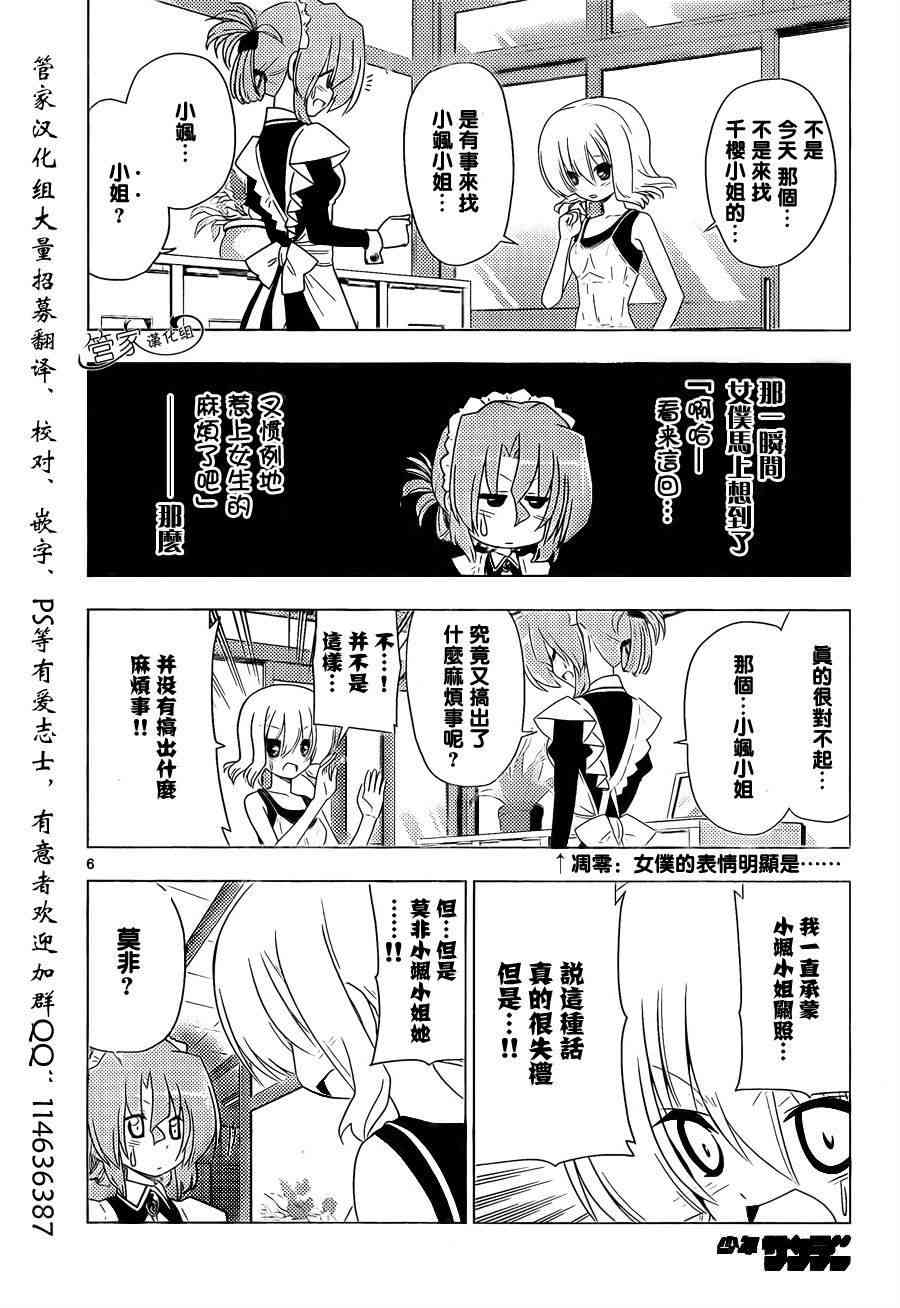 不是
今天 那個…
不是來找
千櫻小姐的…
是有事來找
小颯小姐…
小颯…
小姐？
管家 漢化組
那一瞬間
女僕馬上想到了
「啊哈—
看来這回…
又慣例地
惹上女生的
麻煩了吧」
——那麼
眞的很對不起…
那個…小颯小姐
究竟又搞出了
什麼麻煩事呢？
不…！
并不是
這樣…
并没有搞出什麼
麻煩事!!
6
↑凋零：女僕的表情明顯是……
我一直承蒙
小颯小姐關照…
説這種話
真的很失禮
但是…!!
但…但是
莫非小颯小姐她
……!!
莫非？
少年サンデー
管家汉化组大量招募翻译、校对、嵌字、PS等有爱志士，有意者欢迎加群QQ：114636387